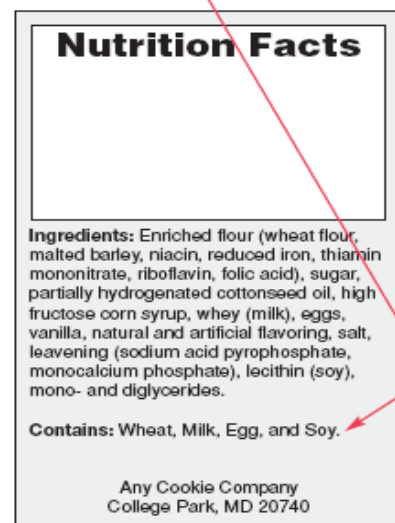 Nutrition Facts
Ingredients: Enriched flour (wheat flour,
malted barley, niacin, reduced iron, thiamin
mononitrate, riboflavin, folic acid), sugar,
partially hydrogenated cottonseed oil, high
fructose corn syrup, whey (milk), eggs,
vanilla, natural and artificial flavoring, salt,
leavening (sodium acid pyrophosphate,
monocalcium phosphate), lecithin (soy),
mono- and diglycerides.
Contains: Wheat, Milk, Egg, and Soy.
Any Cookie Company
College Park, MD 20740